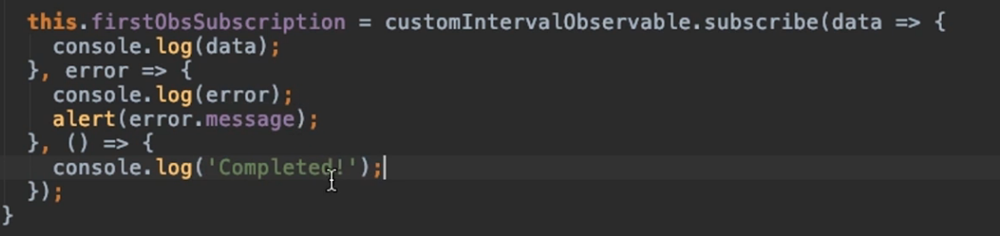 this.firstObsSubscription = customIntervalObservable.subscribe(data => {
console.log(data);
}, error => {
console.log(error);
alert(error.message);
}, () => {
console.log('Completed!');
});
}